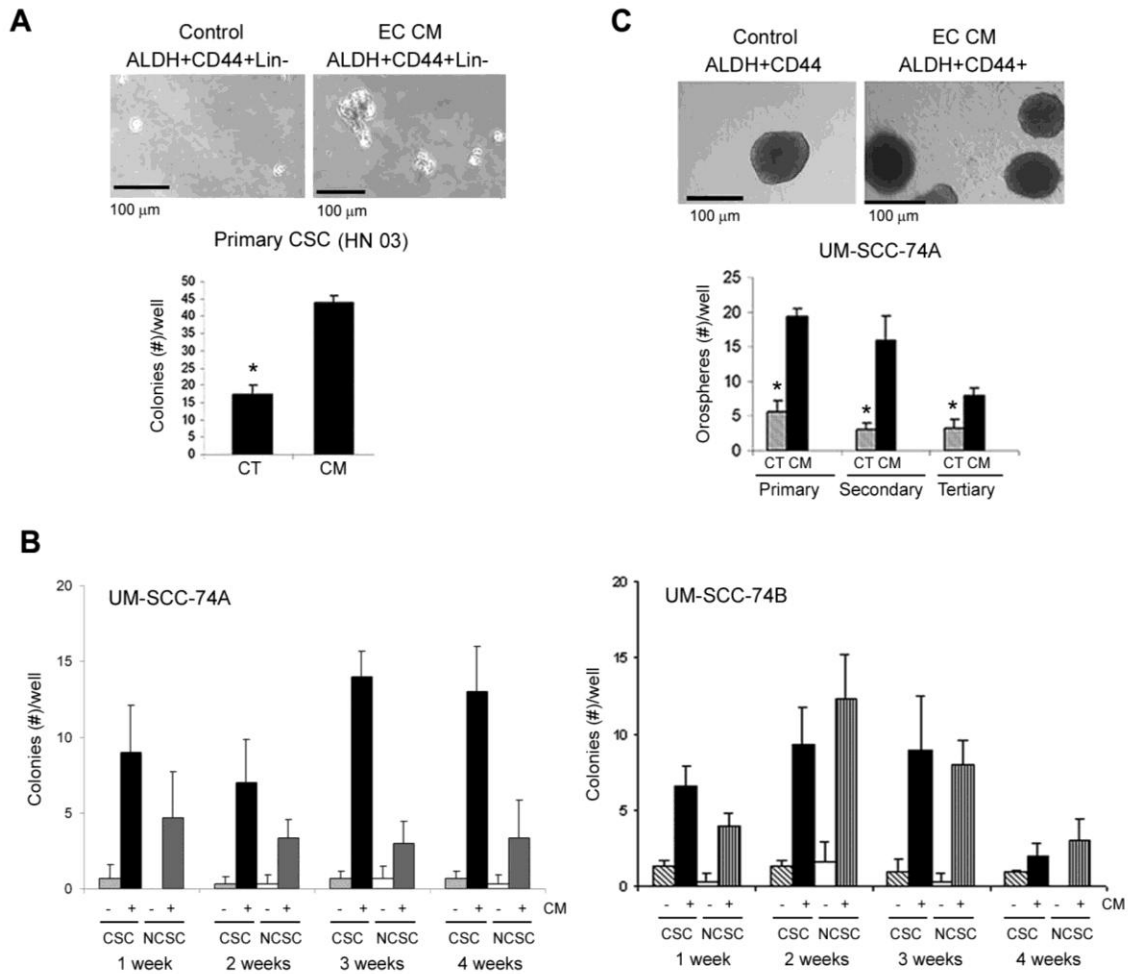 A
Control
ALDH+CD44+Lin-
EC CM
ALDH+CD44+Lin-
100 μm
100 μm
Primary CSC (HN 03)
Colonies (#)/well
50
45
40
35
30
25
20
15
10
5
0
*
CT
CM
C
Control
ALDH+CD44
EC CM
ALDH+CD44+
100 μm
100 μm
UM-SCC-74A
Orospheres (#)/well
25
20
15
10
5
0
* * *
CT CM CT CM CT CM
Primary Secondary Tertiary
B
UM-SCC-74A
Colonies (#)/well
20
15
10
5
0
- + - + - + - + - + - + - + - + CM
CSC NCSC CSC NCSC CSC NCSC CSC NCSC
1 week 2 weeks 3 weeks 4 weeks
UM-SCC-74B
Colonies (#)/well
20
15
10
5
0
- + - + - + - + - + - + - + - + CM
CSC NCSC CSC NCSC CSC NCSC CSC NCSC
1 week 2 weeks 3 weeks 4 weeks